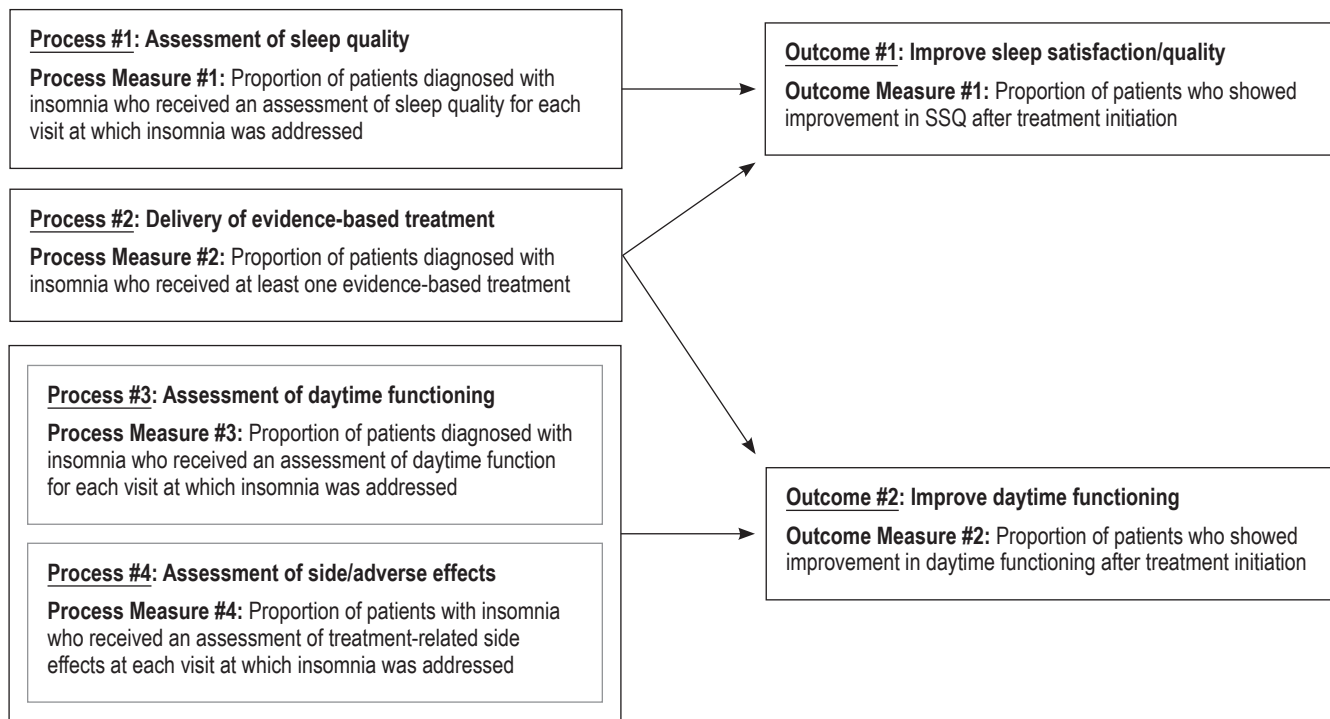 Process #1: Assessment of sleep quality
Process Measure #1: Proportion of patients diagnosed with
insomnia who received an assessment of sleep quality for each
visit at which insomnia was addressed
Outcome #1: Improve sleep satisfaction/quality
Outcome Measure #1: Proportion of patients who showed
improvement in SSQ after treatment initiation
Process #2: Delivery of evidence-based treatment
Process Measure #2: Proportion of patients diagnosed with
insomnia who received at least one evidence-based treatment
Process #3: Assessment of daytime functioning
Process Measure #3: Proportion of patients diagnosed with
insomnia who received an assessment of daytime function
for each visit at which insomnia was addressed
Outcome #2: Improve daytime functioning
Outcome Measure #2: Proportion of patients who showed
improvement in daytime functioning after treatment initiation
Process #4: Assessment of side/adverse effects
Process Measure #4: Proportion of patients with insomnia
who received an assessment of treatment-related side
effects at each visit at which insomnia was addressed